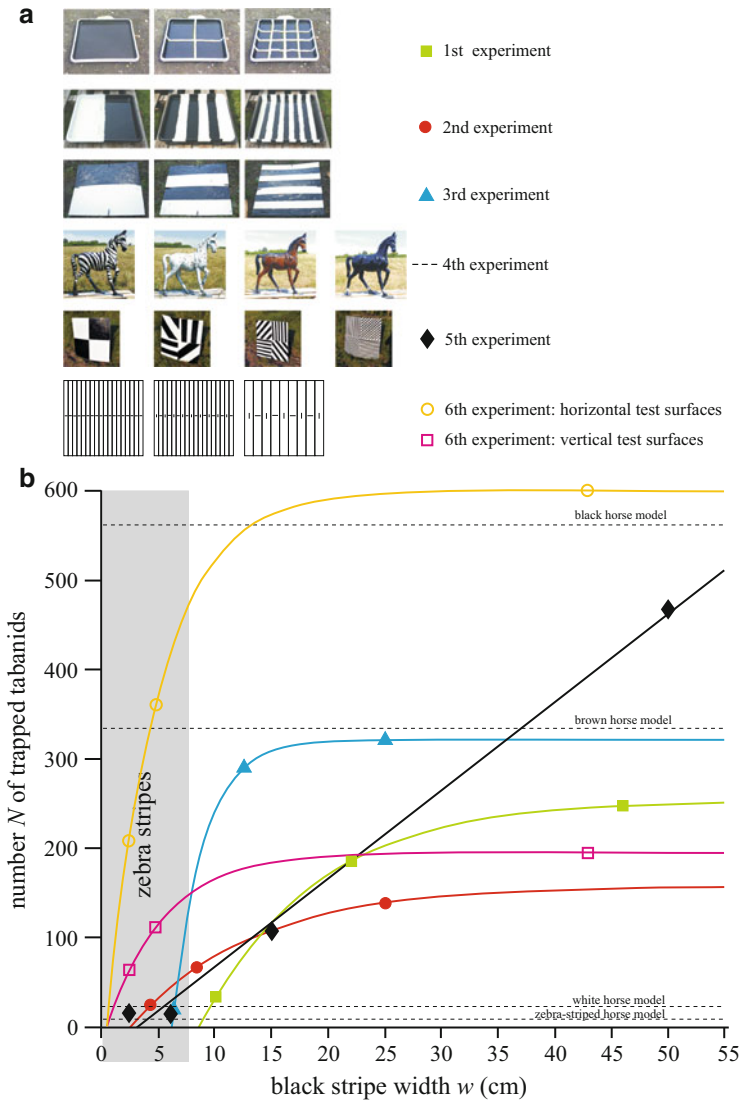 a
1st experiment
2nd experiment
3rd experiment
4th experiment
5th experiment
6th experiment: horizontal test surfaces
6th experiment: vertical test surfaces
b
number N of trapped tabanids
600
500
400
300
200
100
0
zebra stripes
black horse model
brown horse model
white horse model
zebra-striped horse model
0 5 10 15 20 25 30 35 40 45 50 55
black stripe width w (cm)